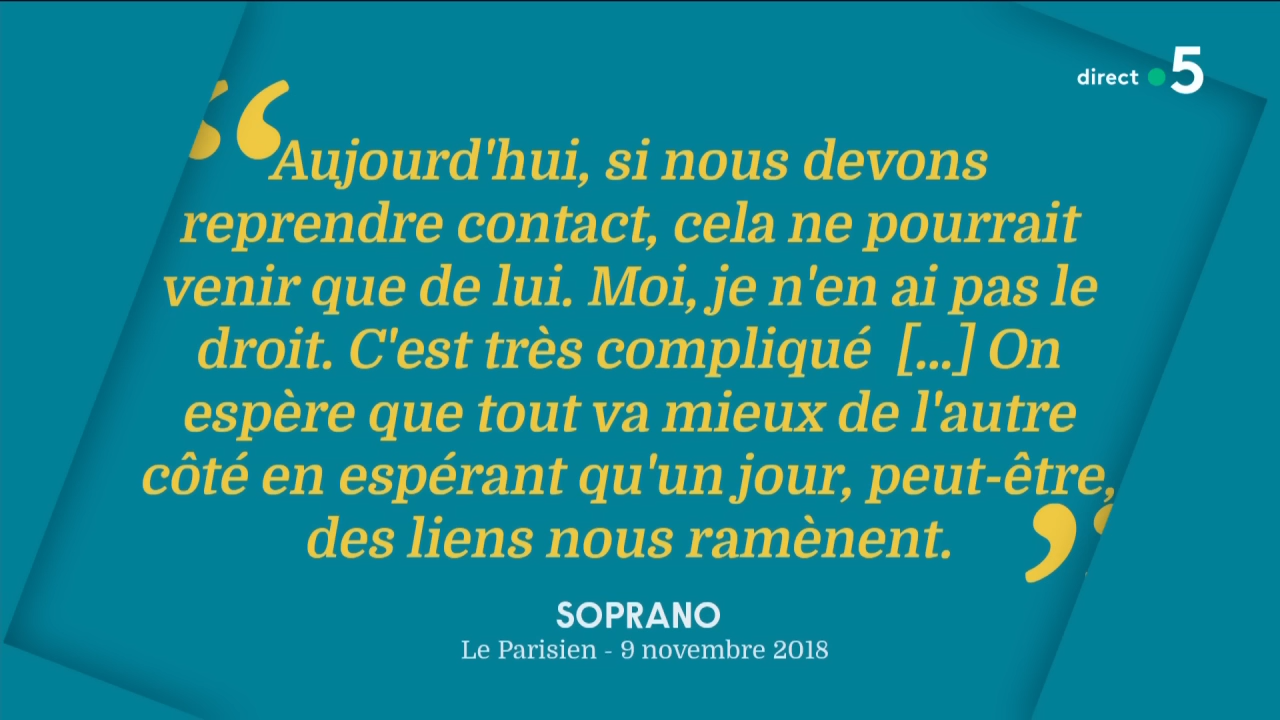 direct 5
“Aujourd'hui, si nous devons
reprendre contact, cela ne pourrait
venir que de lui. Moi, je n'en ai pas le
droit. C'est très compliqué [...] On
espère que tout va mieux de l'autre
côté en espérant qu'un jour, peut-être,
des liens nous ramènent.”
SOPRANO
Le Parisien - 9 novembre 2018